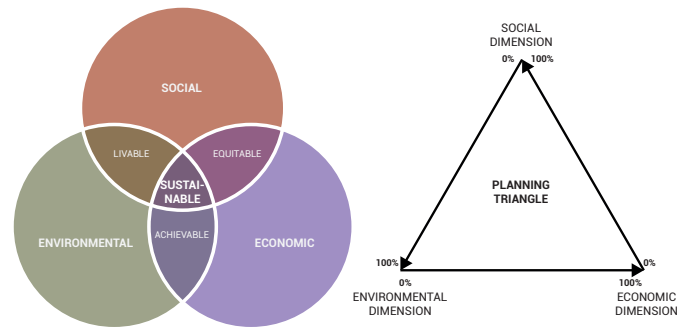 SOCIAL
LIVABLE
EQUITABLE
SUSTAI-
NABLE
ENVIRONMENTAL
ACHIEVABLE
ECONOMIC
SOCIAL
DIMENSION
0% 100%
PLANNING
TRIANGLE
100%
0%
ENVIRONMENTAL
DIMENSION
0%
100%
ECONOMIC
DIMENSION